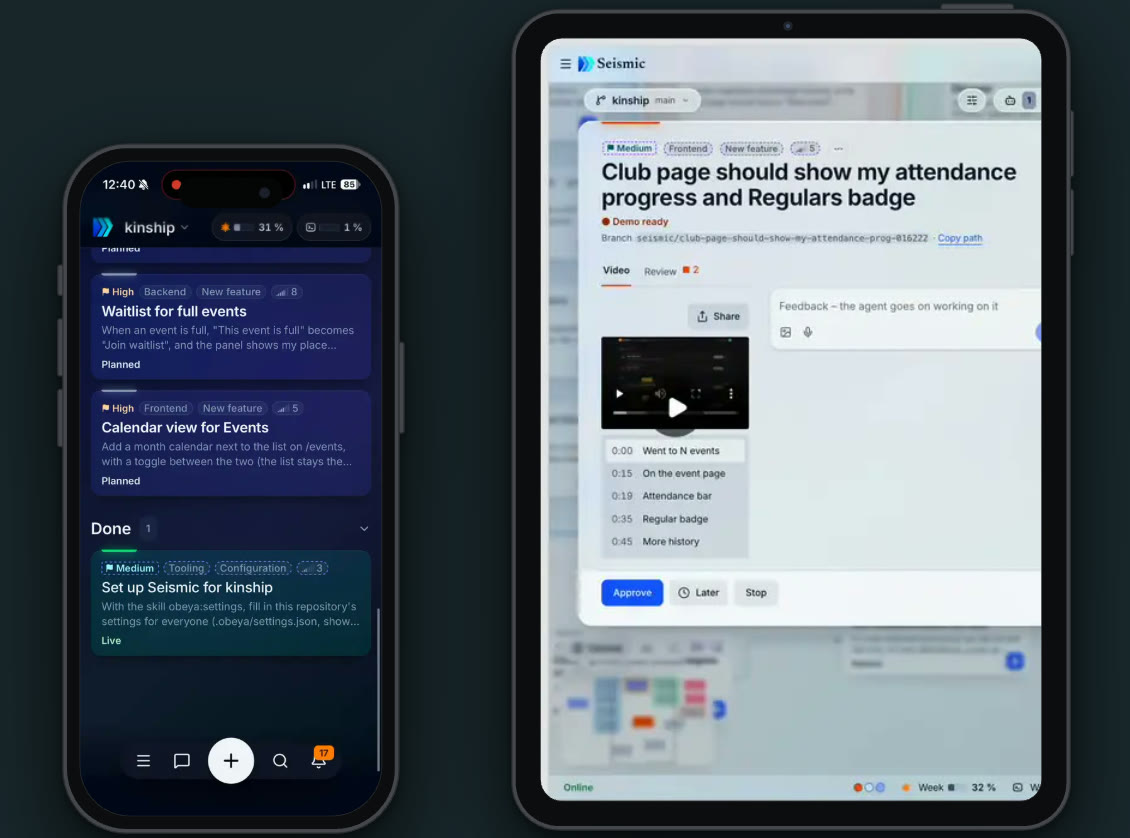 12:40
LTE 85
kinship
31 %
1 %
Planned
High Backend New feature 8
Waitlist for full events
When an event is full, "This event is full" becomes
"Join waitlist", and the panel shows my place...
Planned
High Frontend New feature 5
Calendar view for Events
Add a month calendar next to the list on /events,
with a toggle between the two (the list stays the...
Planned
Done 1
Medium Tooling Configuration 3
Set up Seismic for kinship
With the skill obeya:settings, fill in this repository's
settings for everyone (.obeya/settings.json, show...
Live
17
Seismic
kinship main
1
Medium Frontend New feature 5 ...
Club page should show my attendance
progress and Regulars badge
Demo ready
Branch seismic/club-page-should-show-my-attendance-prog-016222 · Copy path
Video Review 2
Share
Feedback – the agent goes on working on it
0:00 Went to N events
0:15 On the event page
0:19 Attendance bar
0:35 Regular badge
0:45 More history
Approve Later Stop
Online
Week 32 %